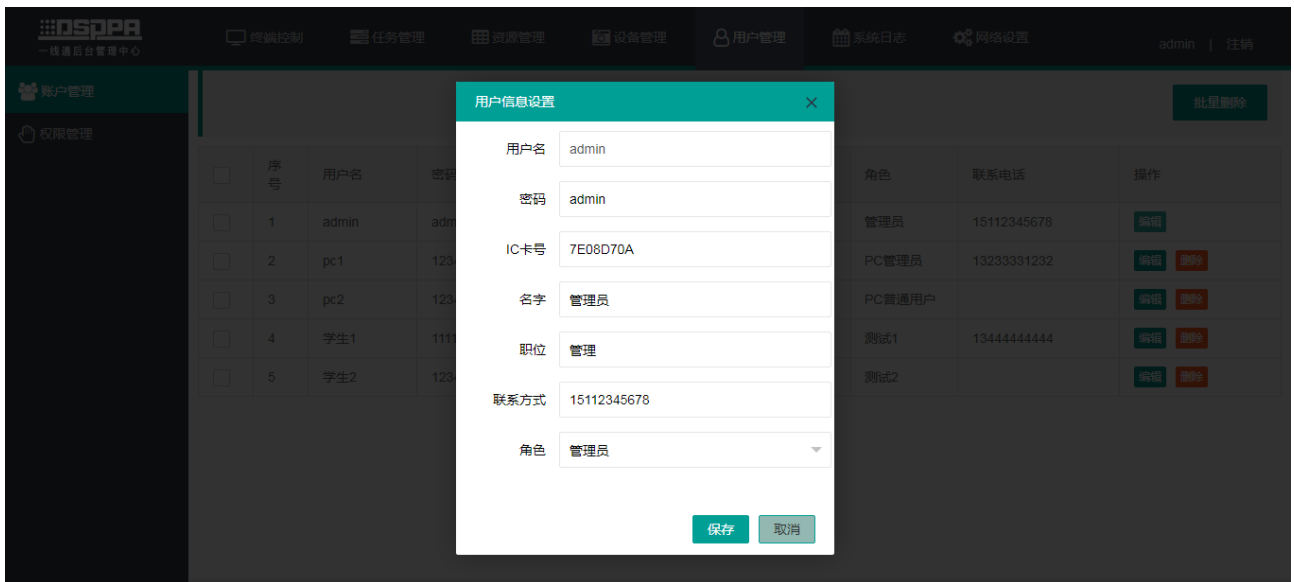 DSPPA
一线通后台管理中心
终端控制
任务管理
资源管理
设备管理
用户管理
系统日志
网络设置
admin | 注销
账户管理
权限管理
批量删除
用户信息设置
用户名 admin
密码 admin
IC卡号 7E08D70A
名字 管理员
职位 管理
联系方式 15112345678
角色 管理员
保存 取消
序号 用户名 密码 角色 联系电话 操作
1 admin adm 管理员 15112345678 编辑
2 pc1 123 PC管理员 13233331232 编辑 删除
3 pc2 123 PC普通用户 编辑 删除
4 学生1 1111 测试1 13444444444 编辑 删除
5 学生2 123 测试2 编辑 删除